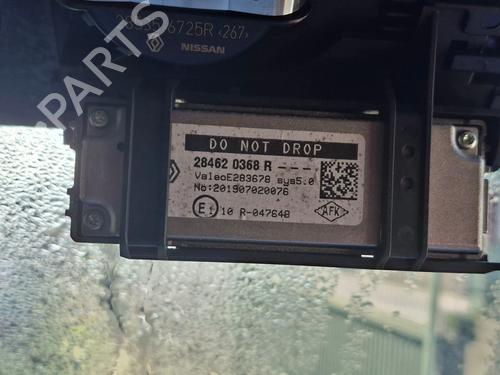 6725R <267>
NISSAN
PARTS
DO NOT DROP
28462 0368 R ---
ValeoE283678 sys5.0
No:201907020076
E1 10 R-047648
AFK